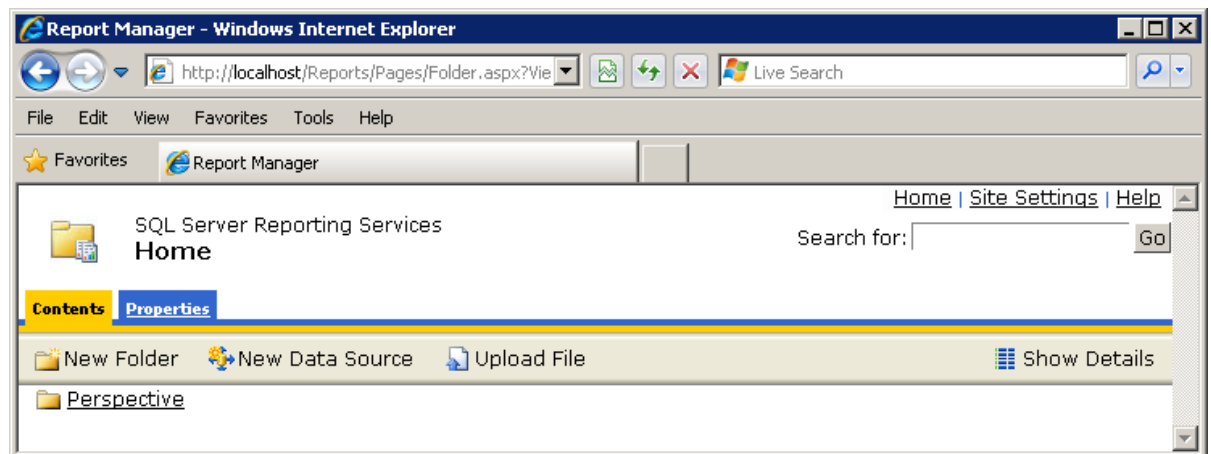 Report Manager - Windows Internet Explorer
http://localhost/Reports/Pages/Folder.aspx?Vie
Live Search
File Edit View Favorites Tools Help
Favorites Report Manager
Home | Site Settings | Help
SQL Server Reporting Services
Home
Search for: Go
Contents Properties
New Folder New Data Source Upload File Show Details
Perspective